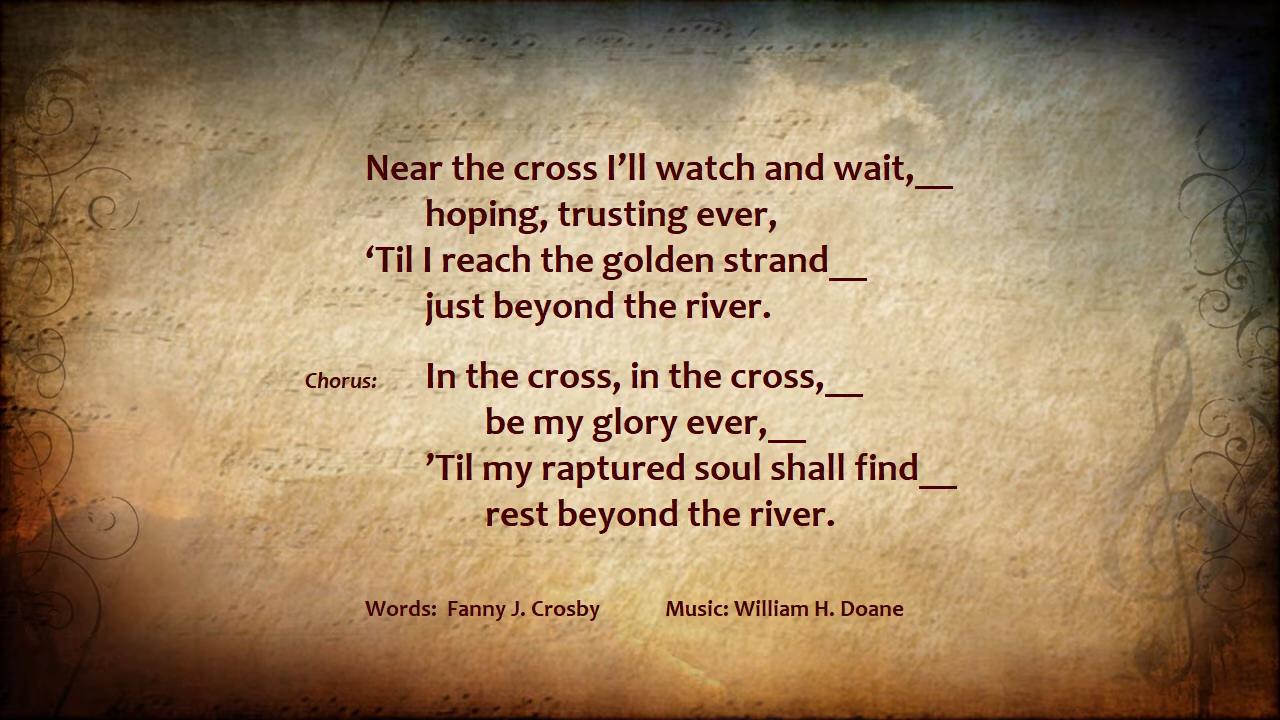 Near the cross I’ll watch and wait,__
hoping, trusting ever,
‘Til I reach the golden strand__
just beyond the river.
Chorus: In the cross, in the cross,__
be my glory ever,__
’Til my raptured soul shall find__
rest beyond the river.
Words: Fanny J. Crosby Music: William H. Doane